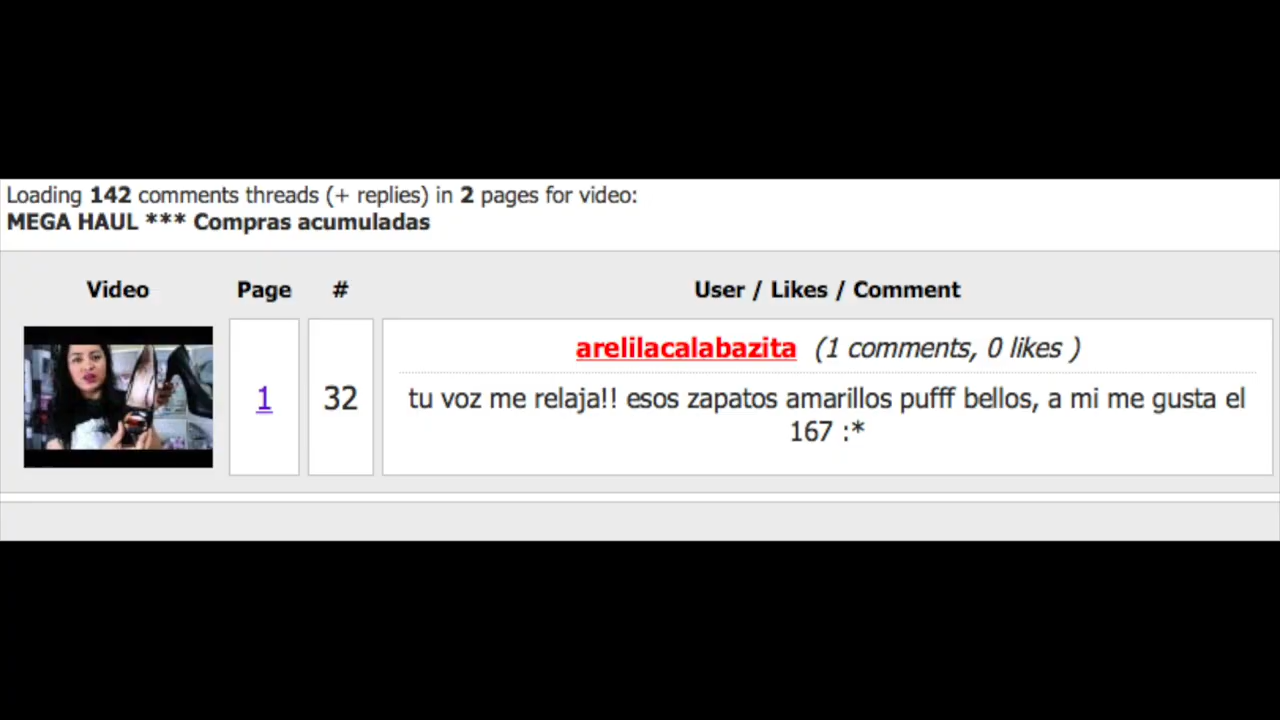 Loading 142 comments threads (+ replies) in 2 pages for video:
MEGA HAUL *** Compras acumuladas
Video Page # User / Likes / Comment
arelilacalabazita (1 comments, 0 likes )
1 32 tu voz me relaja!! esos zapatos amarillos pufff bellos, a mi me gusta el
167 :*